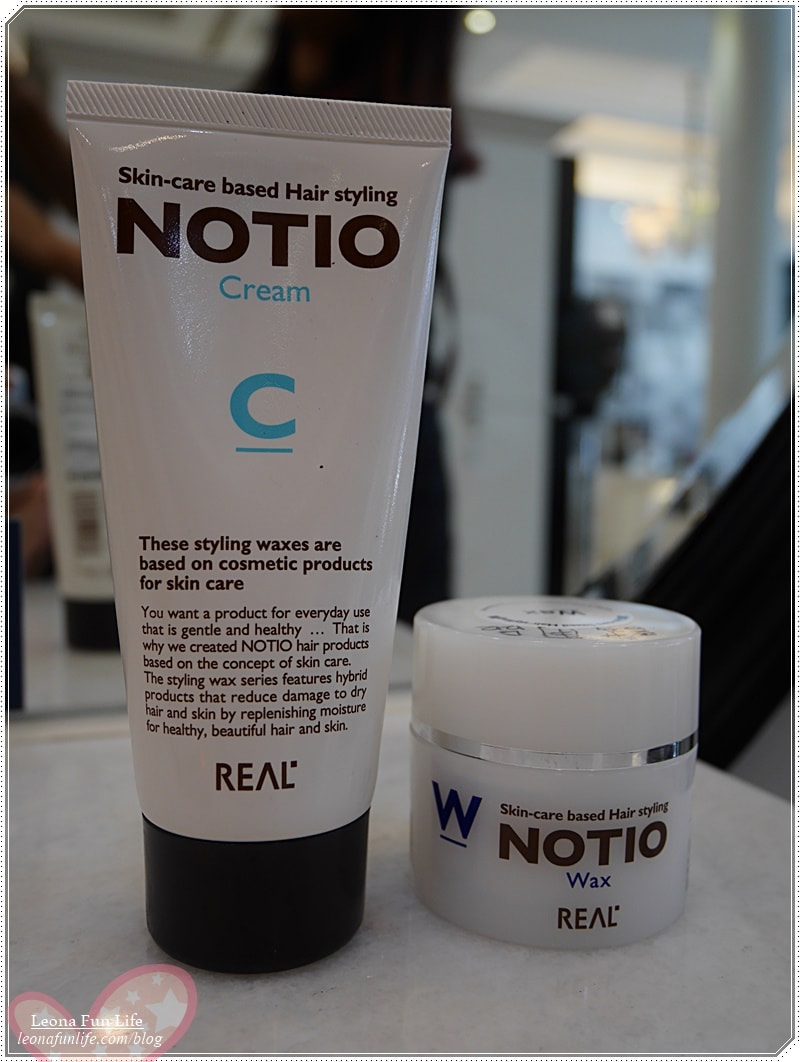 Skin-care based Hair styling
NOTIO
Cream
C
These styling waxes are
based on cosmetic products
for skin care
You want a product for everyday use
that is gentle and healthy … That is
why we created NOTIO hair products
based on the concept of skin care.
The styling wax series features hybrid
products that reduce damage to dry
hair and skin by replenishing moisture
for healthy, beautiful hair and skin.
REAL
Wax
W
Skin-care based Hair styling
NOTIO
Wax
REAL
Leona Fun Life
leonafunlife.com/blog